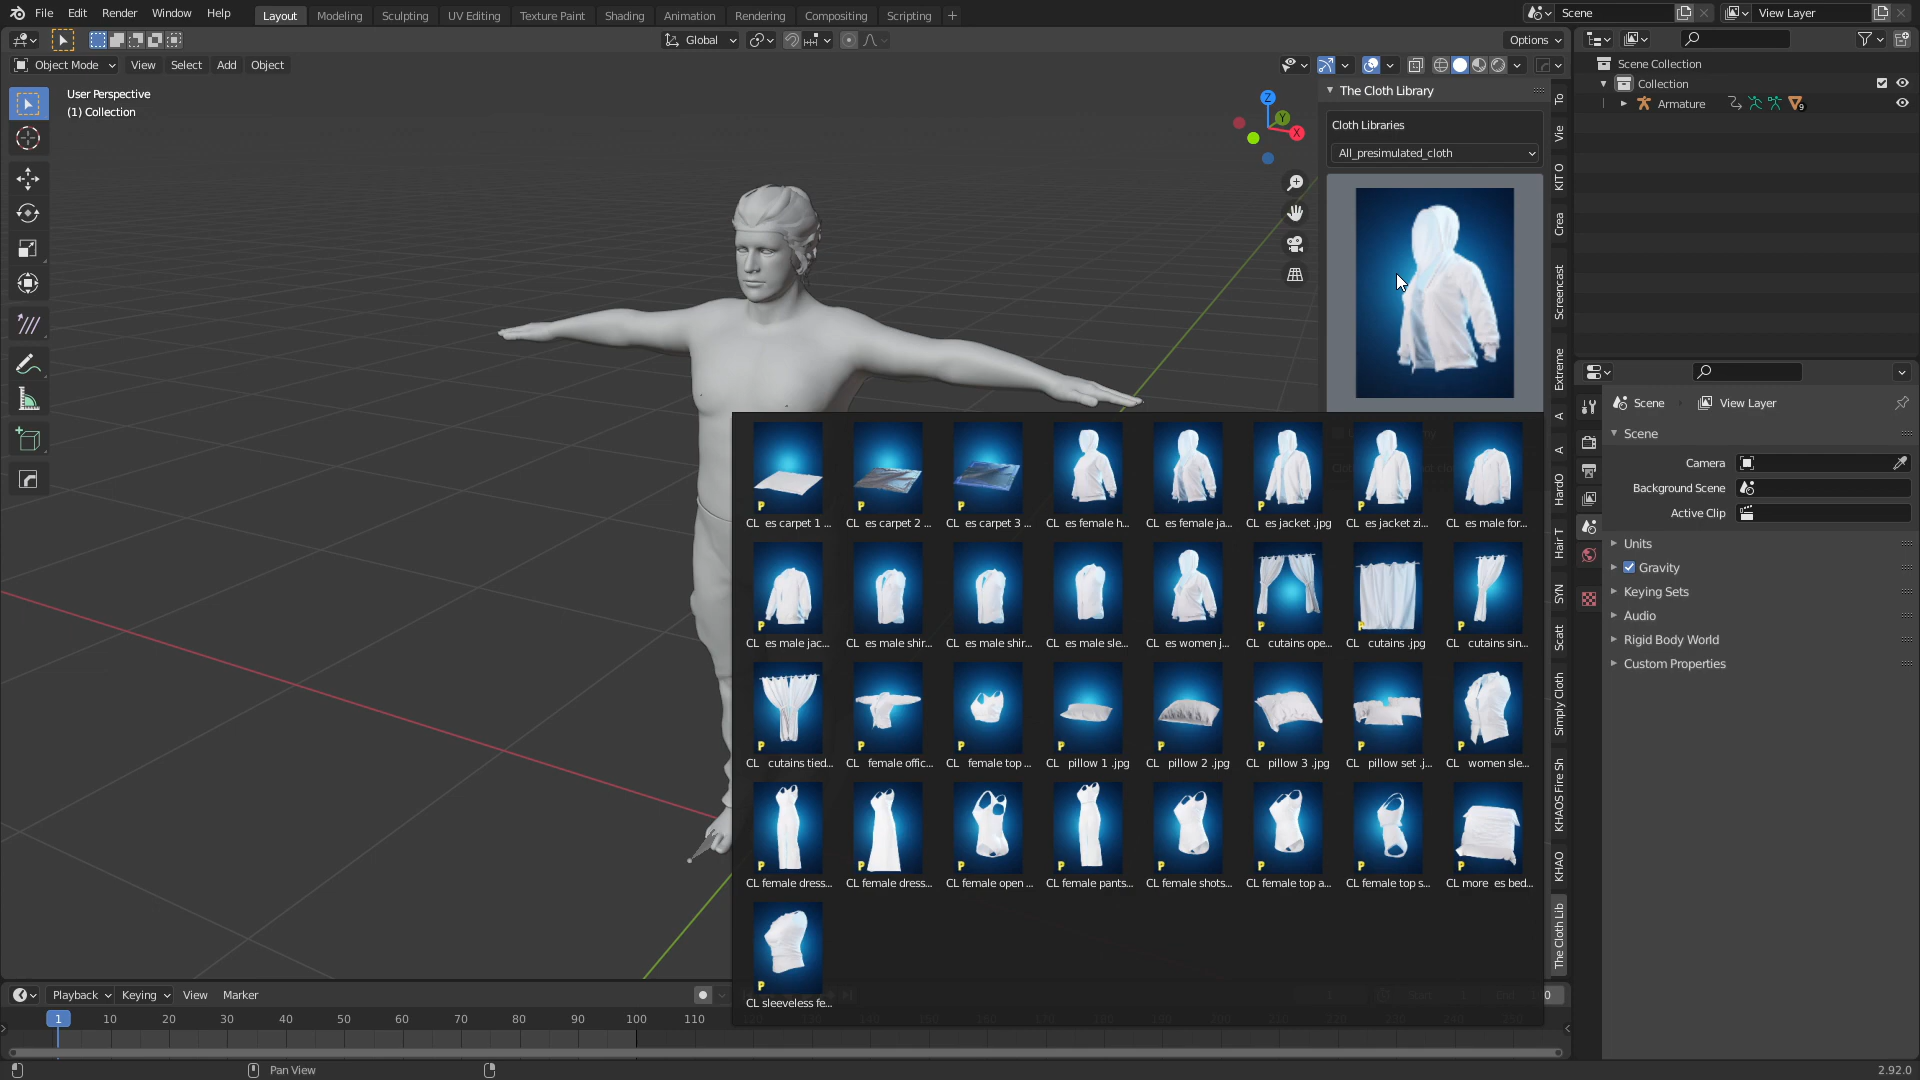 File Edit Render Window Help Layout Modeling Sculpting UV Editing Texture Paint Shading Animation Rendering Compositing Scripting + Scene View Layer
Global Options
Object Mode View Select Add Object
User Perspective
(1) Collection
Z
Y
X
The Cloth Library
Cloth Libraries
All_presimulated_cloth
To
Vie
KIT O
Crea
Screencast
Extreme
A
A
HardO
Hair T
SYN
Scatt
Simply Cloth
KHAOS Fire Sh
KHAO
The Cloth Lib
CL es carpet 1 ... CL es carpet 2 ... CL es carpet 3 ... CL es female h... CL es female ja... CL es jacket .jpg CL es jacket zi... CL es male for...
CL es male jac... CL es male shir... CL es male shir... CL es male sle... CL es women j... CL cutains ope... CL cutains .jpg CL cutains sin...
CL cutains tied... CL female offic... CL female top ... CL pillow 1 .jpg CL pillow 2 .jpg CL pillow 3 .jpg CL pillow set .j... CL women sle...
CL female dress... CL female dress... CL female open ... CL female pants... CL female shots... CL female top a... CL female top s... CL more es bed...
CL sleeveless fe...
Scene Collection
Collection
Armature 9
Scene View Layer
Scene
Camera
Background Scene
Active Clip
Units
Gravity
Keying Sets
Audio
Rigid Body World
Custom Properties
Playback Keying View Marker
1 10 20 30 40 50 60 70 80 90 100 110
Pan View
2.92.0